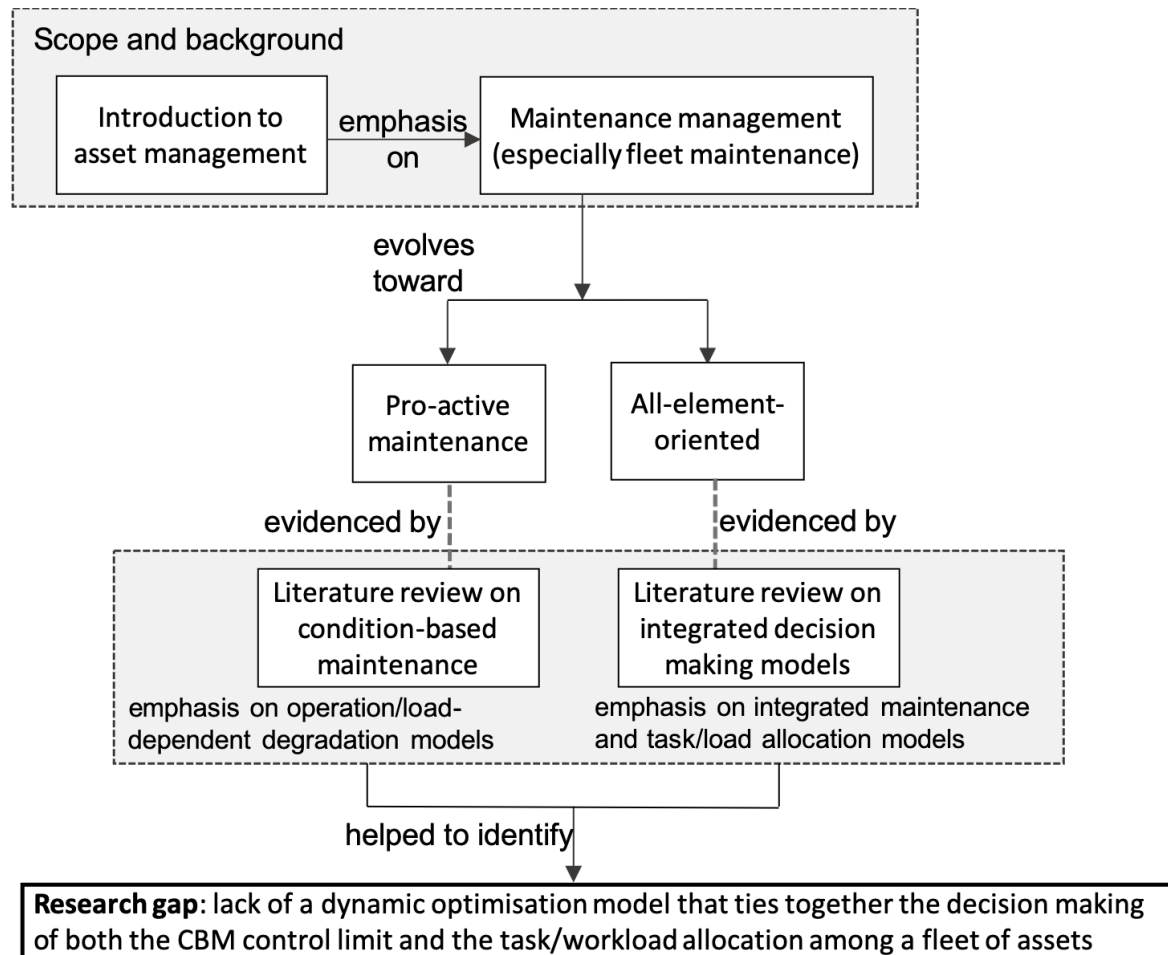 Scope and background
Introduction to
asset management
emphasis
on
Maintenance management
(especially fleet maintenance)
evolves
toward
Pro-active
maintenance
All-element-
oriented
evidenced by
evidenced by
Literature review on
condition-based
maintenance
Literature review on
integrated decision
making models
emphasis on operation/load-
dependent degradation models
emphasis on integrated maintenance
and task/load allocation models
helped to identify
Research gap: lack of a dynamic optimisation model that ties together the decision making
of both the CBM control limit and the task/workload allocation among a fleet of assets